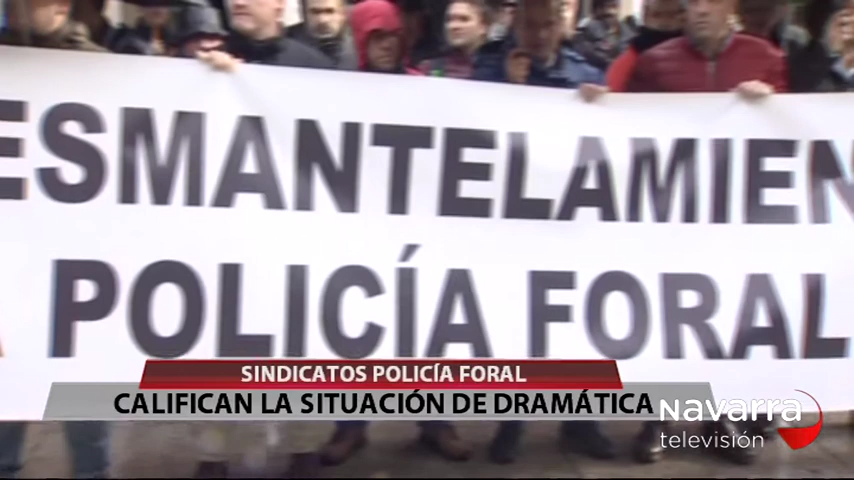 ESMANTELAMIEN
POLICÍA FORAL
SINDICATOS POLICÍA FORAL
CALIFICAN LA SITUACIÓN DE DRAMÁTICA
Navarra
televisión